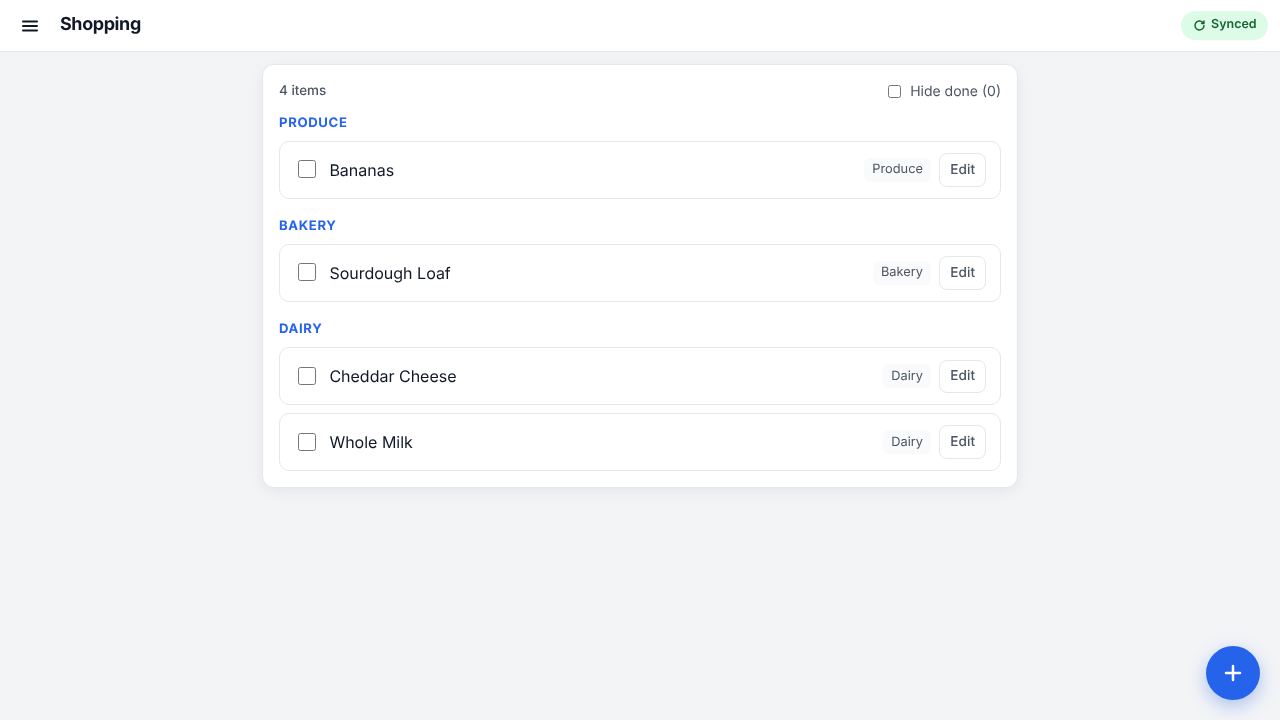 Shopping
Synced
4 items
Hide done (0)
PRODUCE
Bananas Produce Edit
BAKERY
Sourdough Loaf Bakery Edit
DAIRY
Cheddar Cheese Dairy Edit
Whole Milk Dairy Edit